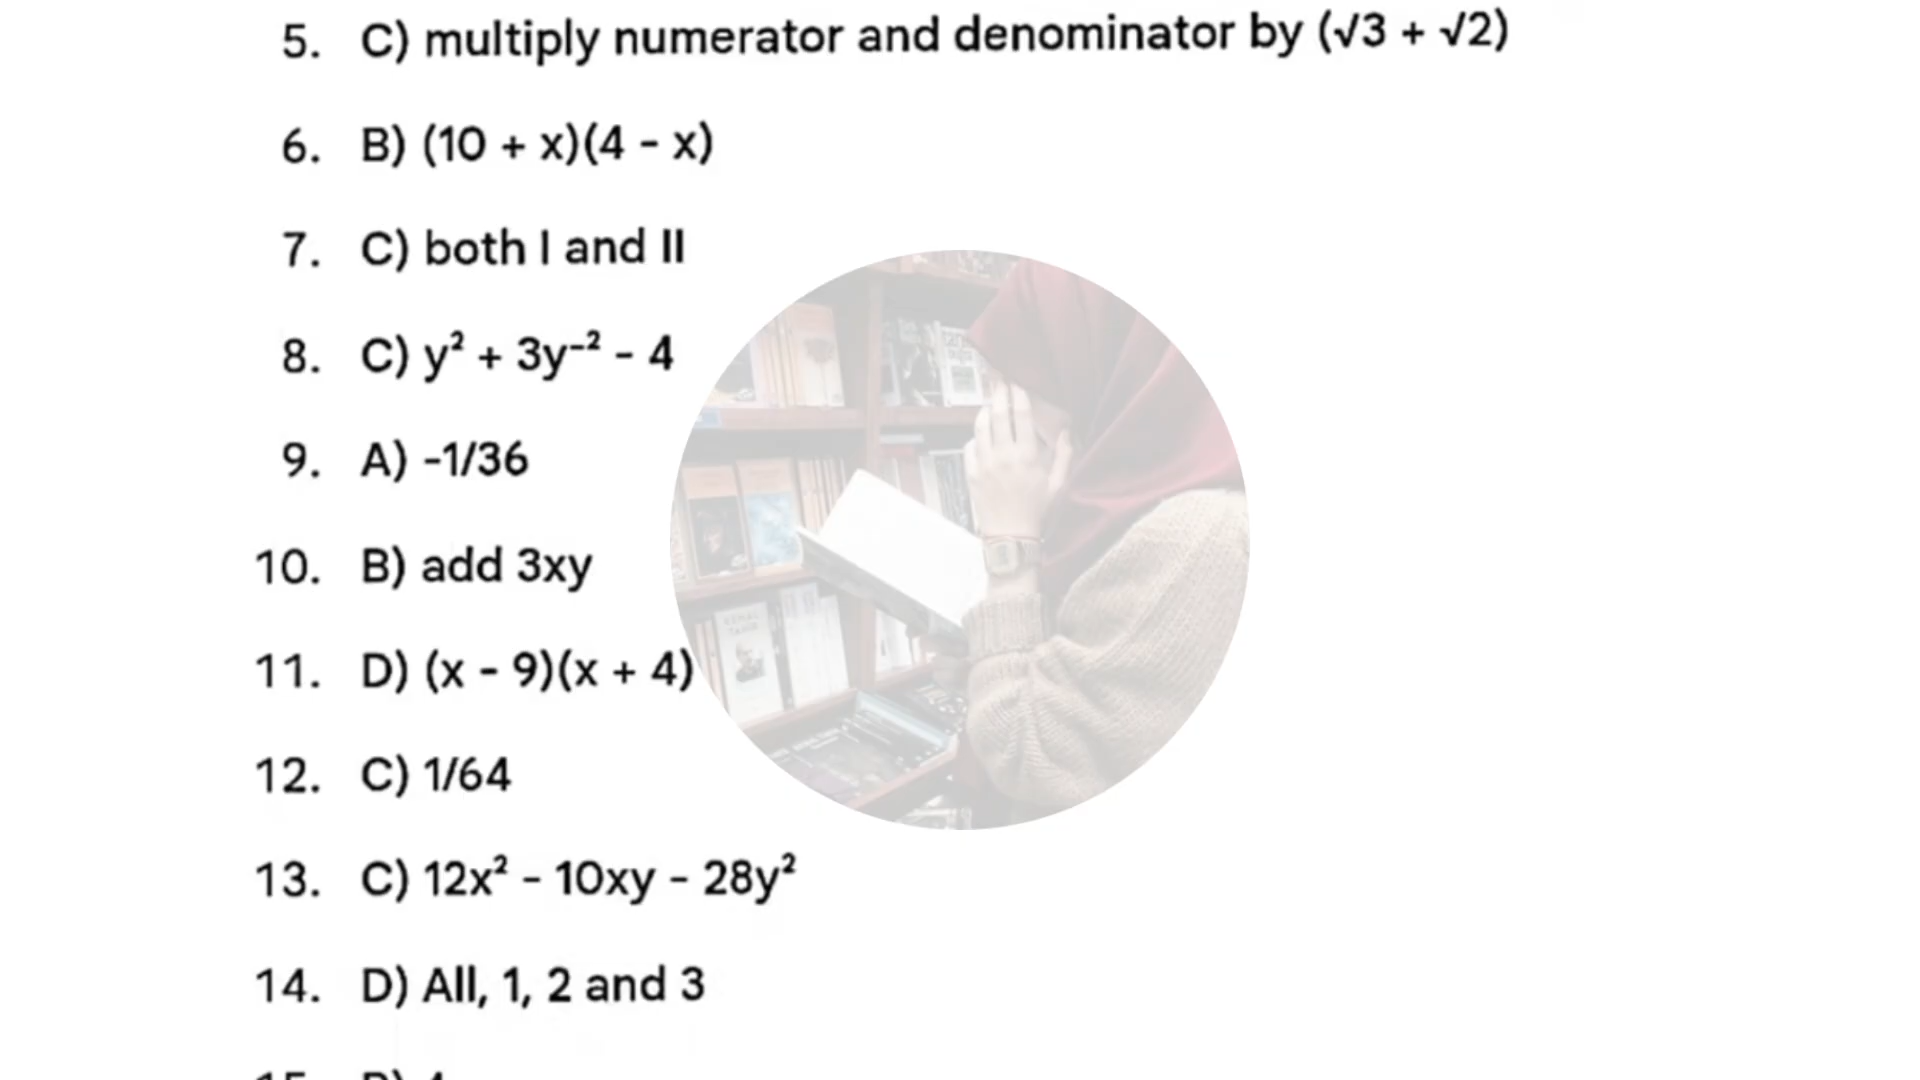 5. C) multiply numerator and denominator by (√3 + √2)
6. B) (10 + x)(4 - x)
7. C) both I and II
8. C) y² + 3y⁻² - 4
9. A) -1/36
10. B) add 3xy
11. D) (x - 9)(x + 4)
12. C) 1/64
13. C) 12x² - 10xy - 28y²
14. D) All, 1, 2 and 3
KEMAL
TAHİR